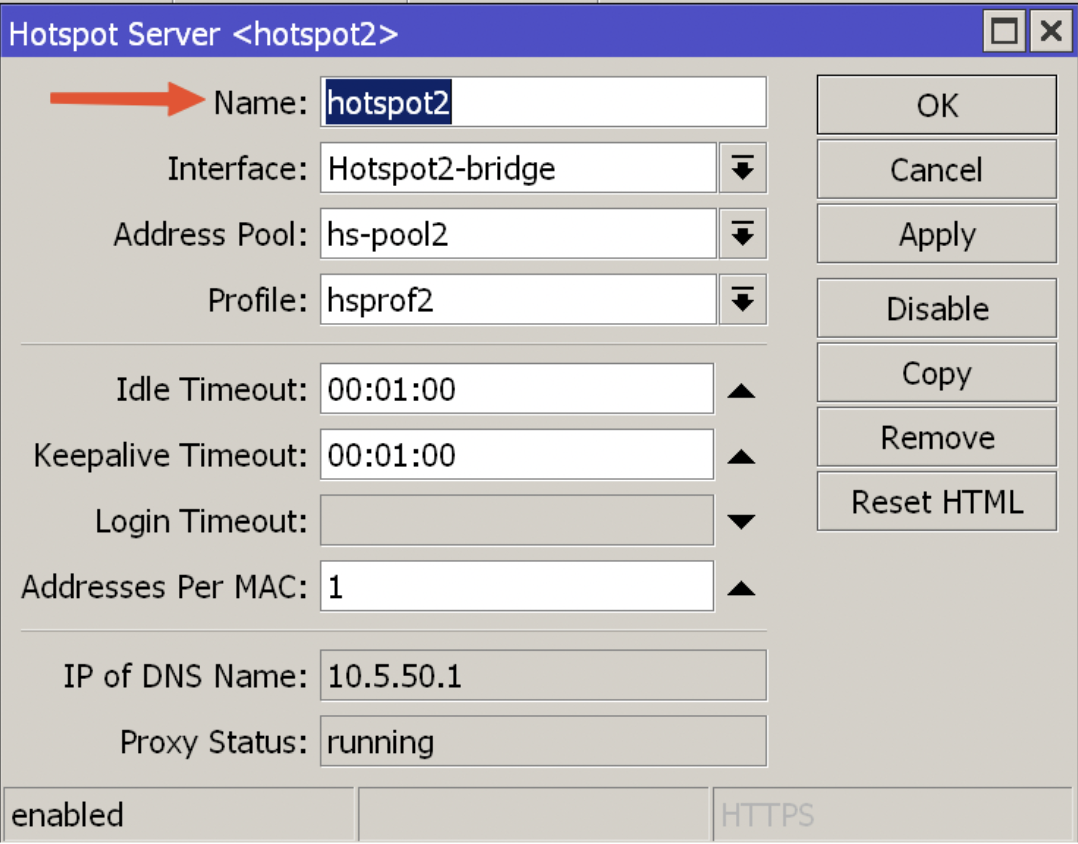 Hotspot Server <hotspot2>
Name: hotspot2
OK
Interface: Hotspot2-bridge
Cancel
Address Pool: hs-pool2
Apply
Profile: hsprof2
Disable
Idle Timeout: 00:01:00
Copy
Keepalive Timeout: 00:01:00
Remove
Login Timeout:
Reset HTML
Addresses Per MAC: 1
IP of DNS Name: 10.5.50.1
Proxy Status: running
enabled
HTTPS